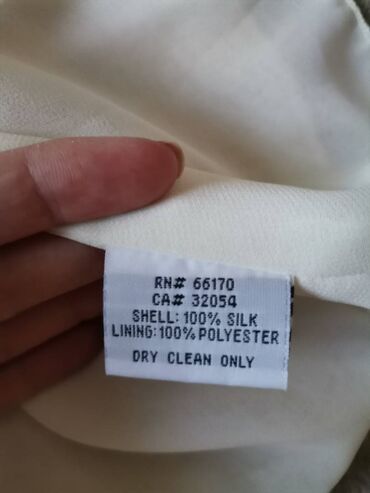 RN# 66170
CA# 32054
SHELL: 100% SILK
LINING: 100% POLYESTER
DRY CLEAN ONLY